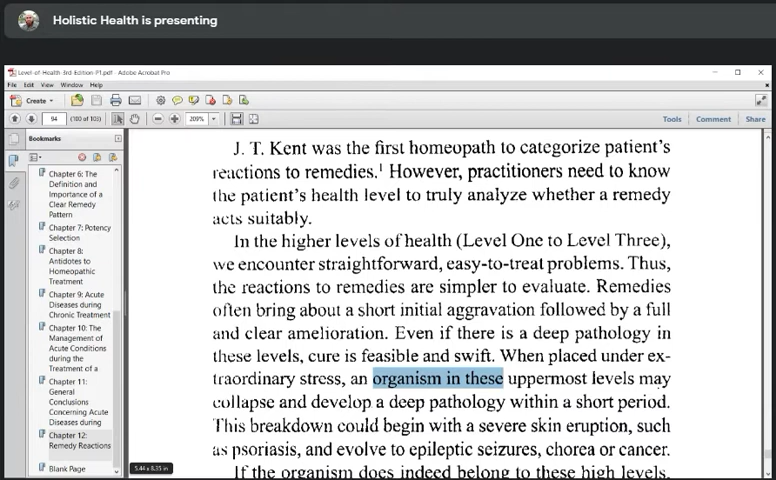 Holistic Health is presenting
Level-of-Health-3rd-Edition-P1.pdf - Adobe Acrobat Pro
File Edit View Window Help
Create
94 (100 of 103) 209%
Tools Comment Share
Bookmarks
Chapter 6: The
Definition and
Importance of a
Clear Remedy
Pattern
Chapter 7: Potency
Selection
Chapter 8:
Antidotes to
Homeopathic
Treatment
Chapter 9: Acute
Diseases during
Chronic Treatment
Chapter 10: The
Management of
Acute Conditions
during the
Treatment of a
Chapter 11:
General
Conclusions
Concerning Acute
Diseases during
Chapter 12:
Remedy Reactions
Blank Page
5.44 x 8.35 in
J. T. Kent was the first homeopath to categorize patient's
reactions to remedies.¹ However, practitioners need to know
the patient's health level to truly analyze whether a remedy
acts suitably.
In the higher levels of health (Level One to Level Three),
we encounter straightforward, easy-to-treat problems. Thus,
the reactions to remedies are simpler to evaluate. Remedies
often bring about a short initial aggravation followed by a full
and clear amelioration. Even if there is a deep pathology in
these levels, cure is feasible and swift. When placed under ex-
traordinary stress, an organism in these uppermost levels may
collapse and develop a deep pathology within a short period.
This breakdown could begin with a severe skin eruption, such
as psoriasis, and evolve to epileptic seizures, chorea or cancer.
If the organism does indeed belong to these high levels,